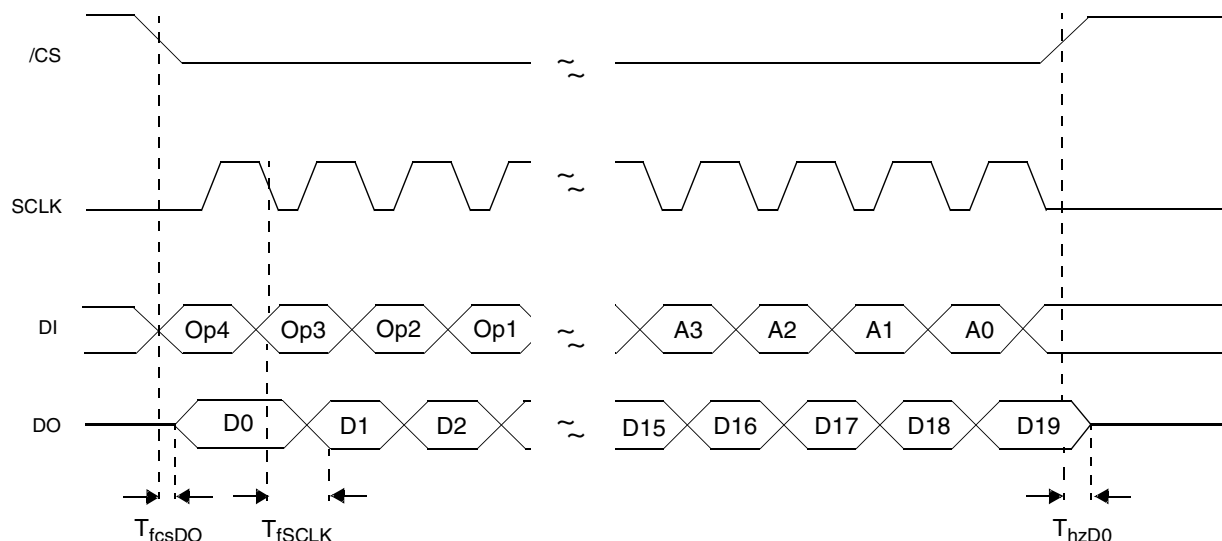 /CS
SCLK
DI Op4 Op3 Op2 Op1 A3 A2 A1 A0
DO D0 D1 D2 D15 D16 D17 D18 D19
TfcsDO TfSCLK ThzD0